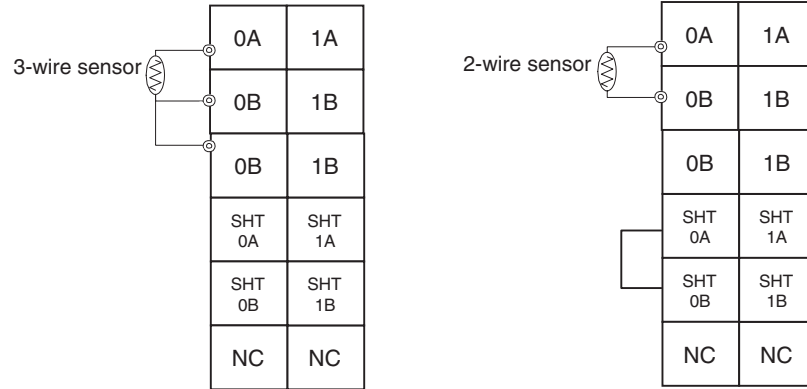 3-wire sensor
0A 1A
0B 1B
0B 1B
SHT 0A SHT 1A
SHT 0B SHT 1B
NC NC
2-wire sensor
0A 1A
0B 1B
0B 1B
SHT 0A SHT 1A
SHT 0B SHT 1B
NC NC